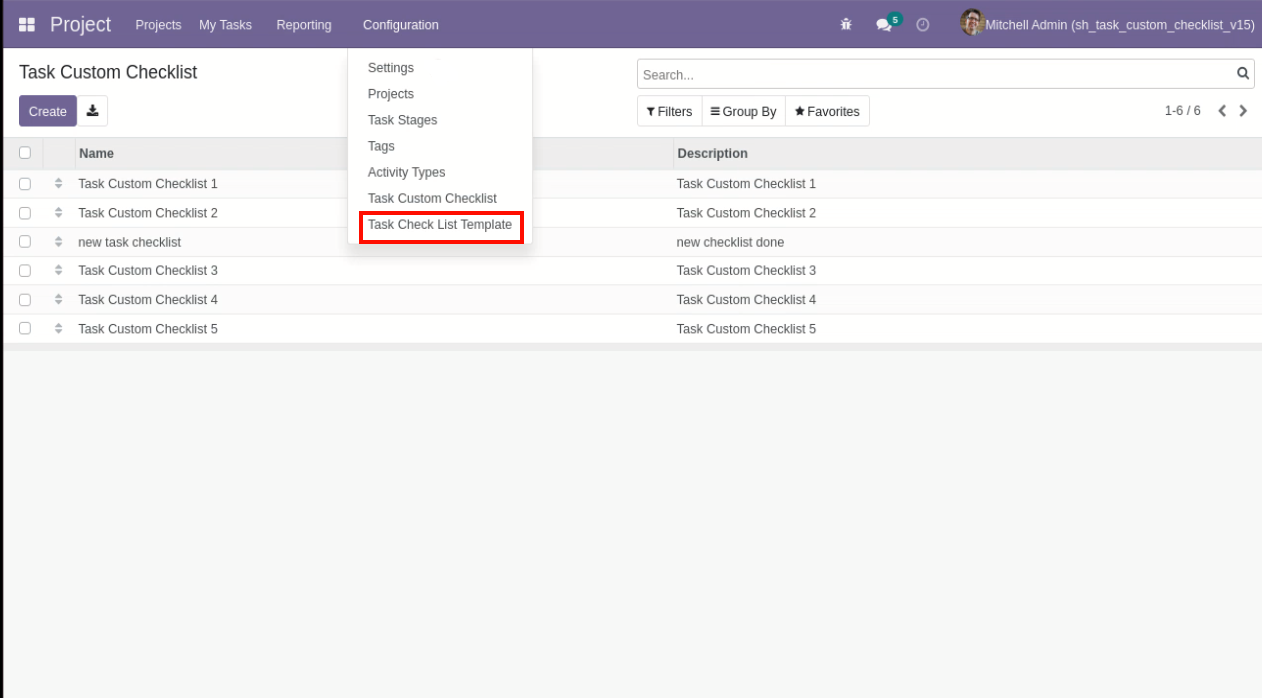 Project Projects My Tasks Reporting Configuration 5 Mitchell Admin (sh_task_custom_checklist_v15)
Task Custom Checklist
Search...
Create
Filters Group By Favorites 1-6 / 6
Settings
Projects
Task Stages
Tags
Activity Types
Task Custom Checklist
Task Check List Template
Name Description
Task Custom Checklist 1 Task Custom Checklist 1
Task Custom Checklist 2 Task Custom Checklist 2
new task checklist new checklist done
Task Custom Checklist 3 Task Custom Checklist 3
Task Custom Checklist 4 Task Custom Checklist 4
Task Custom Checklist 5 Task Custom Checklist 5